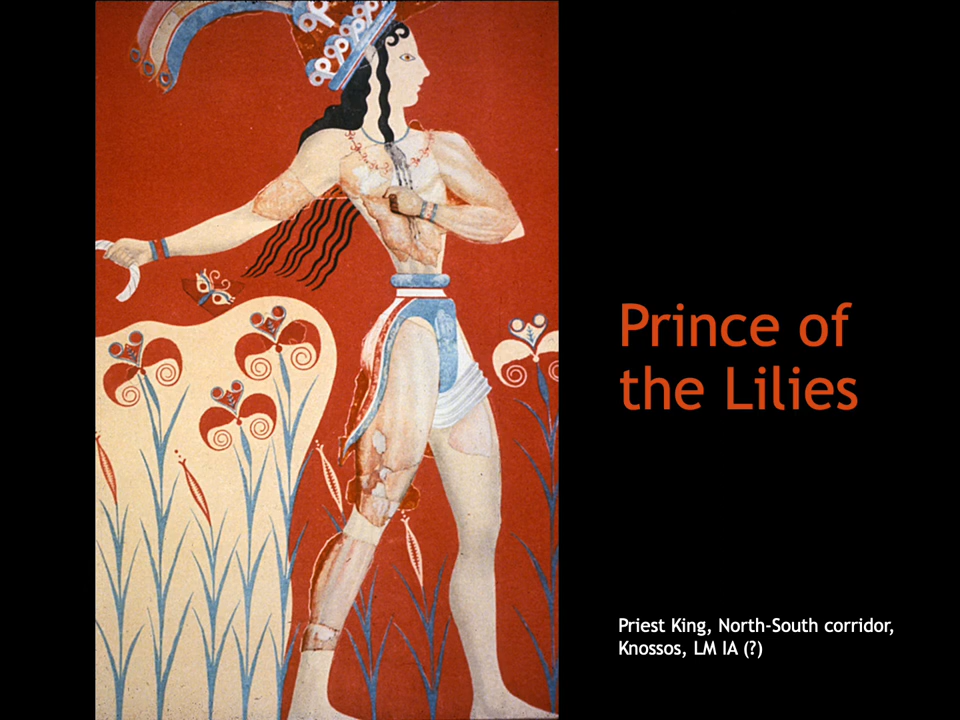 Prince of
the Lilies
Priest King, North-South corridor,
Knossos, LM IA (?)